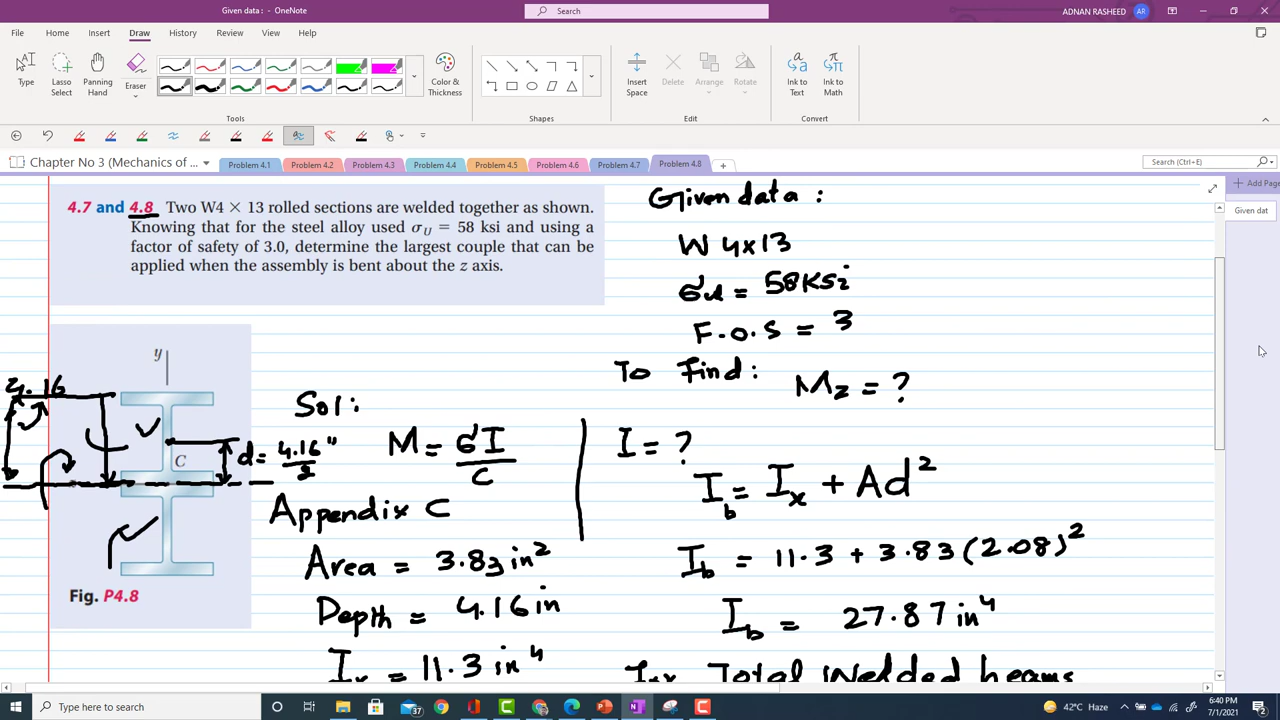 Given data : - OneNote
Search
ADNAN RASHEED
AR
File
Home
Insert
Draw
History
Review
View
Help
Type
Lasso Select
Panning Hand
Eraser
Color & Thickness
Insert Space
Delete
Arrange
Rotate
Ink to Text
Ink to Math
Tools
Shapes
Edit
Convert
Chapter No 3 (Mechanics of ...
Problem 4.1
Problem 4.2
Problem 4.3
Problem 4.4
Problem 4.5
Problem 4.6
Problem 4.7
Problem 4.8
Search (Ctrl+E)
Add Page
Given dat
4.7 and 4.8 Two W4 × 13 rolled sections are welded together as shown.
Knowing that for the steel alloy used σU = 58 ksi and using a
factor of safety of 3.0, determine the largest couple that can be
applied when the assembly is bent about the z axis.
Given data :
W 4x13
σu = 58Ksi
F.O.S = 3
To Find :
Mz = ?
y
C
Fig. P4.8
4.16
d = 4.16"/2
Sol :
M = σI/C
Appendix C
Area = 3.83 in²
Depth = 4.16 in
Ix = 11.3 in⁴
I = ?
Ib = Ix + Ad²
Ib = 11.3 + 3.83 (2.08)²
Ib = 27.87 in⁴
Total welded beams
Type here to search
37
42°C Haze
6:40 PM
7/1/2021